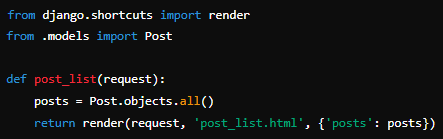 from django.shortcuts import render
from .models import Post
def post_list(request):
    posts = Post.objects.all()
    return render(request, 'post_list.html', {'posts': posts})